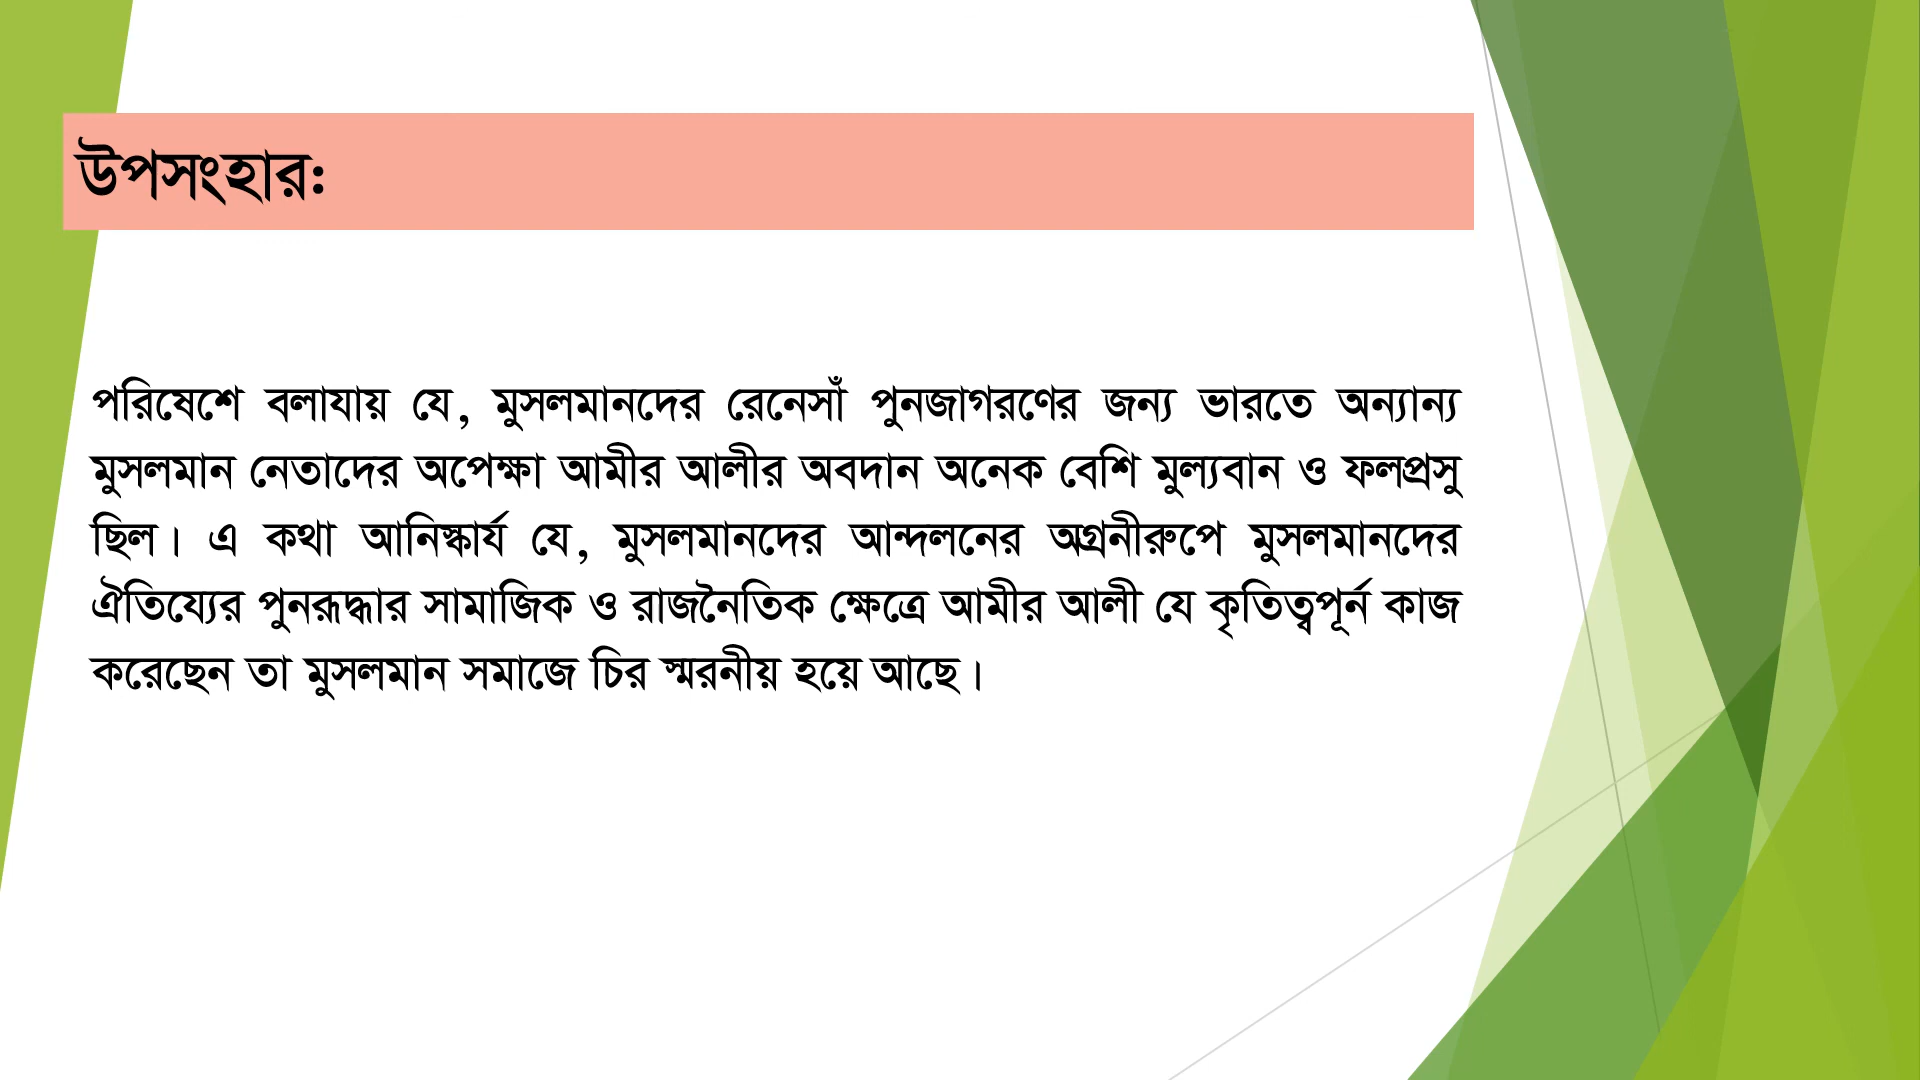 উপসংহার:
পরিষেশে বলাযায় যে, মুসলমানদের রেনেসাঁ পুনজাগরণের জন্য ভারতে অন্যান্য
মুসলমান নেতাদের অপেক্ষা আমীর আলীর অবদান অনেক বেশি মুল্যবান ও ফলপ্রসু
ছিল। এ কথা আনিস্কার্য যে, মুসলমানদের আন্দলনের অগ্রনীরুপে মুসলমানদের
ঐতিয্যের পুনরূদ্ধার সামাজিক ও রাজনৈতিক ক্ষেত্রে আমীর আলী যে কৃতিত্বপূর্ন কাজ
করেছেন তা মুসলমান সমাজে চির স্মরনীয় হয়ে আছে।